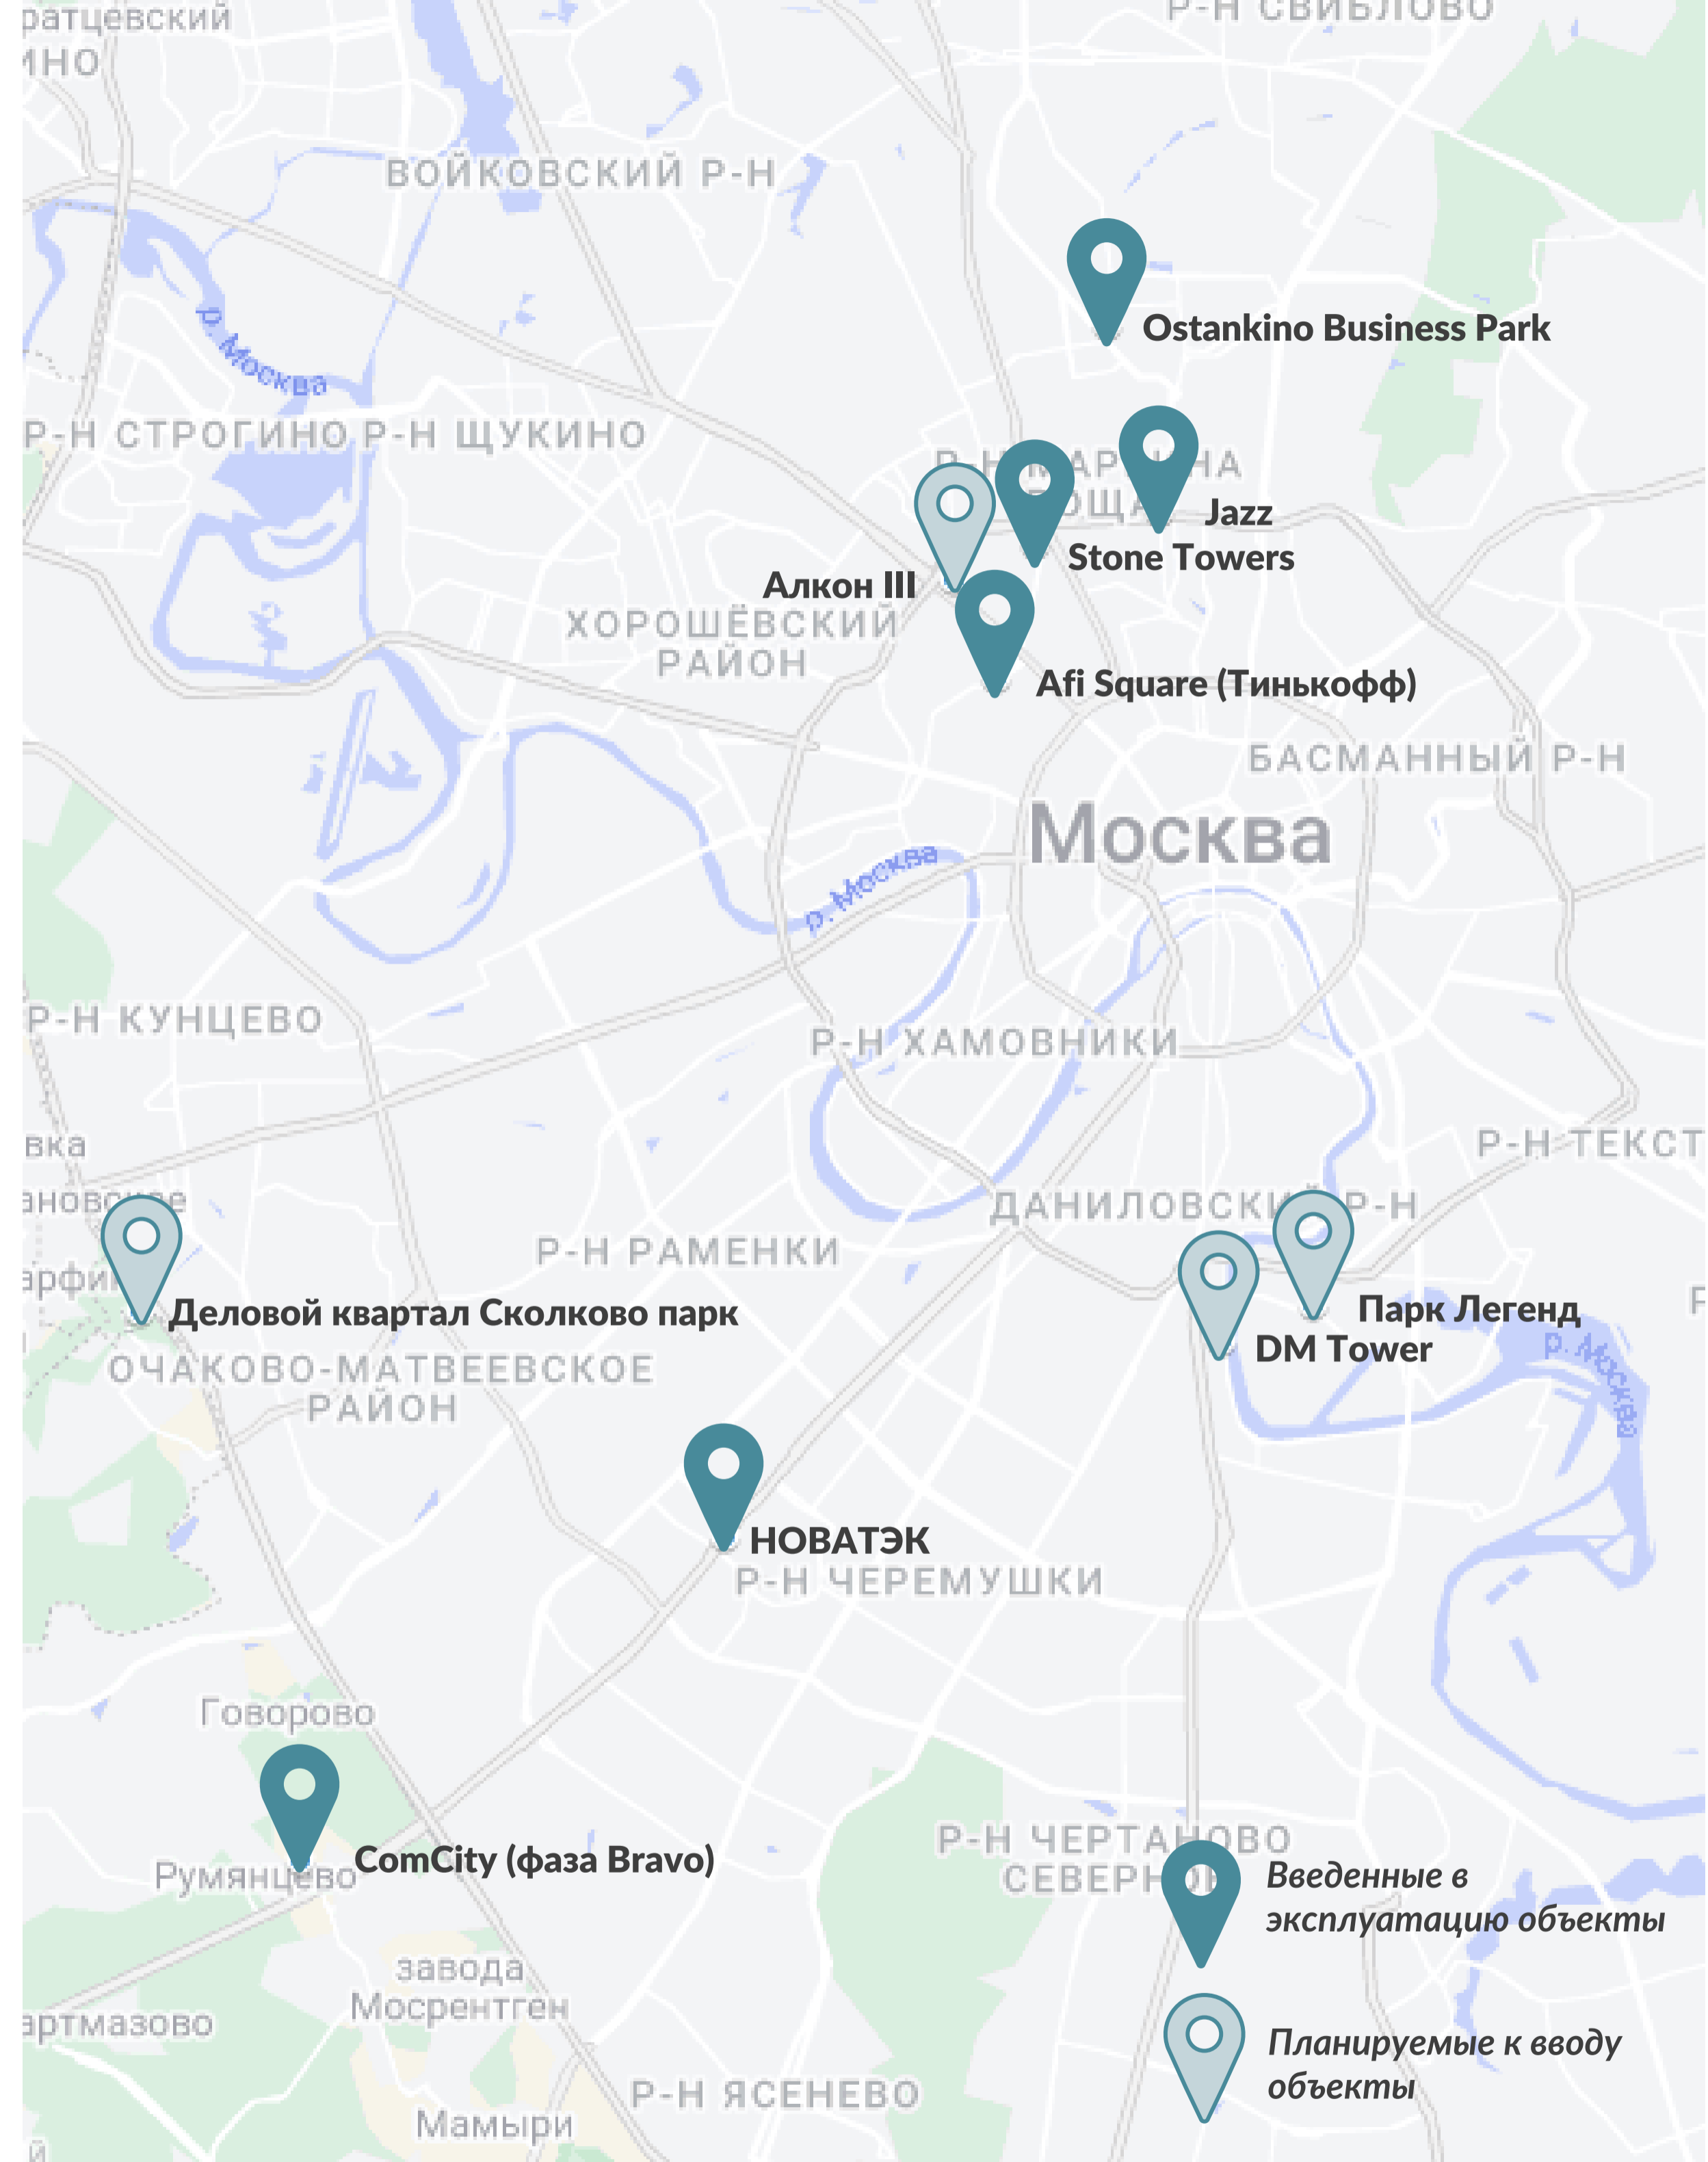 ратцевский
ИНО
Р-Н СВИБЛОВО
ВОЙКОВСКИЙ Р-Н
р. Москва
Ostankino Business Park
Р-Н СТРОГИНО
Р-Н ЩУКИНО
Jazz
Stone Towers
Алкон III
ХОРОШЁВСКИЙ
РАЙОН
Afi Square (Тинькофф)
БАСМАННЫЙ Р-Н
Москва
р. Москва
Р-Н КУНЦЕВО
Р-Н ХАМОВНИКИ
вка
Р-Н ТЕКСТ
ДАНИЛОВСКИЙ Р-Н
Р-Н РАМЕНКИ
Деловой квартал Сколково парк
Парк Легенд
DM Tower
р. Москва
ОЧАКОВО-МАТВЕЕВСКОЕ
РАЙОН
НОВАТЭК
Р-Н ЧЕРЕМУШКИ
Говорово
ComCity (фаза Bravo)
Румянцево
Р-Н ЧЕРТАНОВО
Введенные в
эксплуатацию объекты
завода
Мосрентген
артмазово
Планируемые к вводу
объекты
Р-Н ЯСЕНЕВО
Мамыри
й